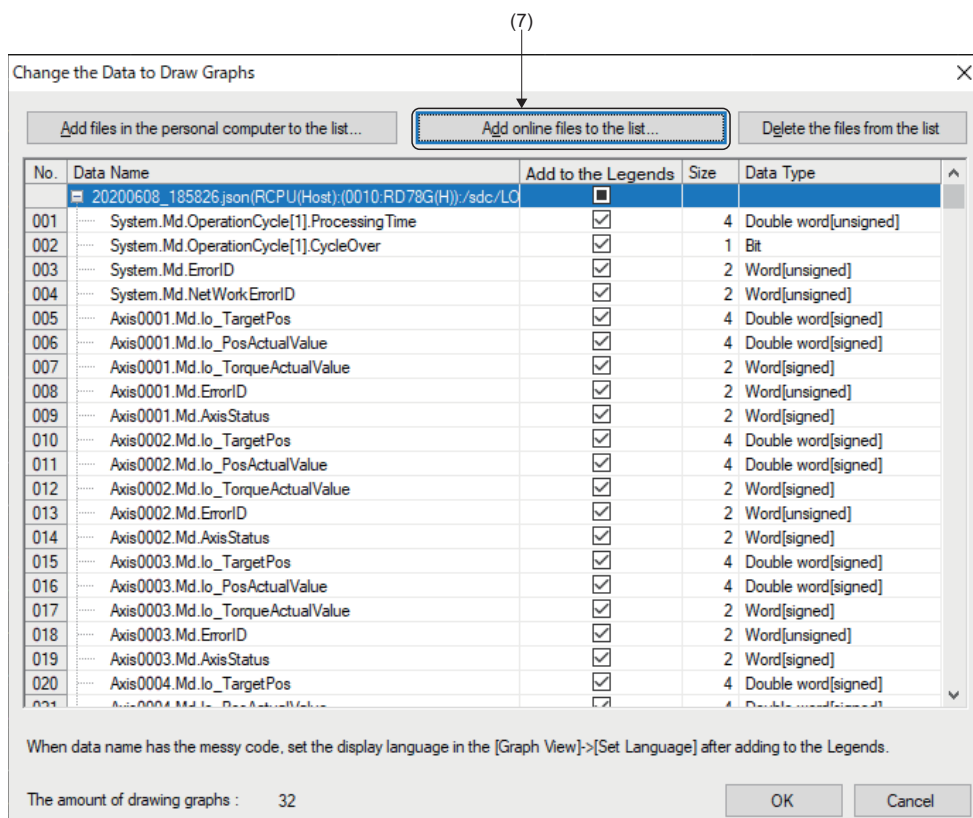 (7)
Change the Data to Draw Graphs
Add files in the personal computer to the list... Add online files to the list... Delete the files from the list
No. Data Name Add to the Legends Size Data Type
20200608_185826.json(RCPU(Host):(0010:RD78G(H)):/sdc/LO
001 System.Md.OperationCycle[1].ProcessingTime 4 Double word[unsigned]
002 System.Md.OperationCycle[1].CycleOver 1 Bit
003 System.Md.ErrorID 2 Word[unsigned]
004 System.Md.NetWorkErrorID 2 Word[unsigned]
005 Axis0001.Md.Io_TargetPos 4 Double word[signed]
006 Axis0001.Md.Io_PosActualValue 4 Double word[signed]
007 Axis0001.Md.Io_TorqueActualValue 2 Word[signed]
008 Axis0001.Md.ErrorID 2 Word[unsigned]
009 Axis0001.Md.AxisStatus 2 Word[signed]
010 Axis0002.Md.Io_TargetPos 4 Double word[signed]
011 Axis0002.Md.Io_PosActualValue 4 Double word[signed]
012 Axis0002.Md.Io_TorqueActualValue 2 Word[signed]
013 Axis0002.Md.ErrorID 2 Word[unsigned]
014 Axis0002.Md.AxisStatus 2 Word[signed]
015 Axis0003.Md.Io_TargetPos 4 Double word[signed]
016 Axis0003.Md.Io_PosActualValue 4 Double word[signed]
017 Axis0003.Md.Io_TorqueActualValue 2 Word[signed]
018 Axis0003.Md.ErrorID 2 Word[unsigned]
019 Axis0003.Md.AxisStatus 2 Word[signed]
020 Axis0004.Md.Io_TargetPos 4 Double word[signed]
021 Axis0004.Md.Io_PosActualValue 4 Double word[signed]
When data name has the messy code, set the display language in the [Graph View]->[Set Language] after adding to the Legends.
The amount of drawing graphs : 32 OK Cancel